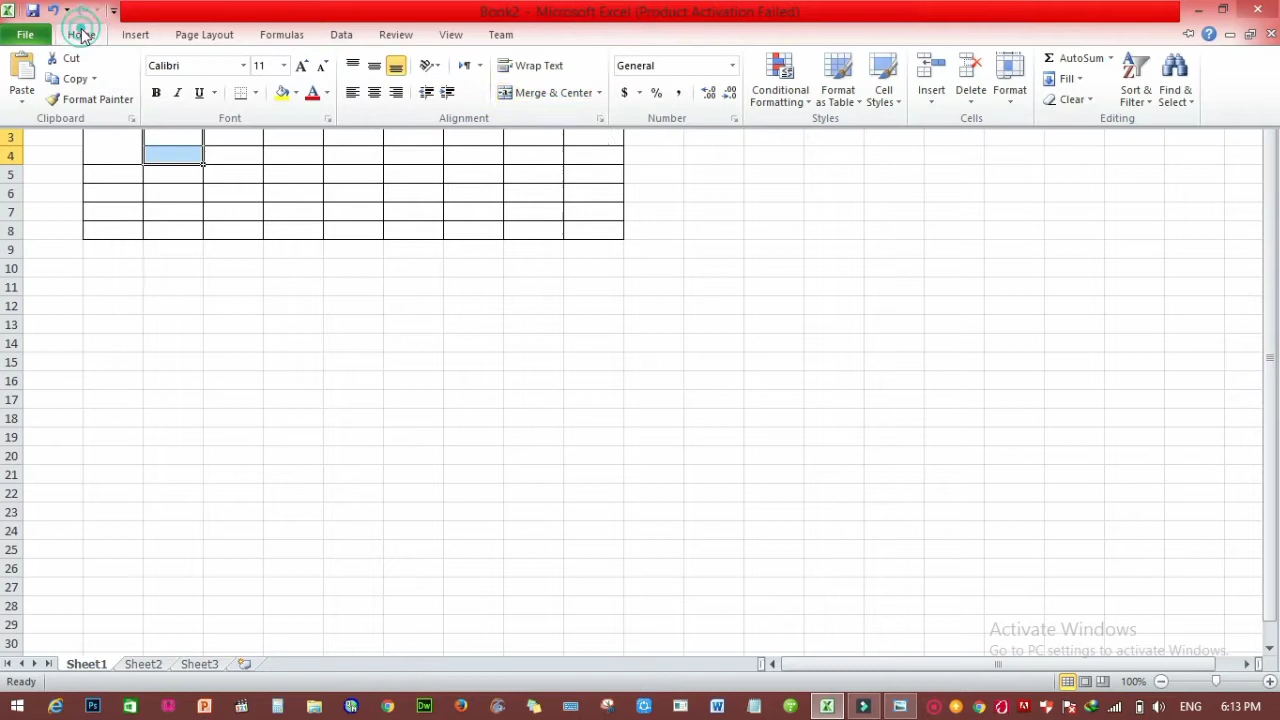 Book2 - Microsoft Excel (Product Activation Failed)
File Home Insert Page Layout Formulas Data Review View Team
Cut
Copy
Format Painter
Paste
Clipboard
Calibri 11
B I U
Font
Wrap Text
Merge & Center
Alignment
General
$ % ,
Number
Conditional Formatting
Format as Table
Cell Styles
Styles
Insert Delete Format
Cells
AutoSum
Fill
Clear
Sort & Filter
Find & Select
Editing
3
4
5
6
7
8
9
10
11
12
13
14
15
16
17
18
19
20
21
22
23
24
25
26
27
28
29
30
Activate Windows
Go to PC settings to activate Windows.
Sheet1 Sheet2 Sheet3
Ready 100%
ENG 6:13 PM